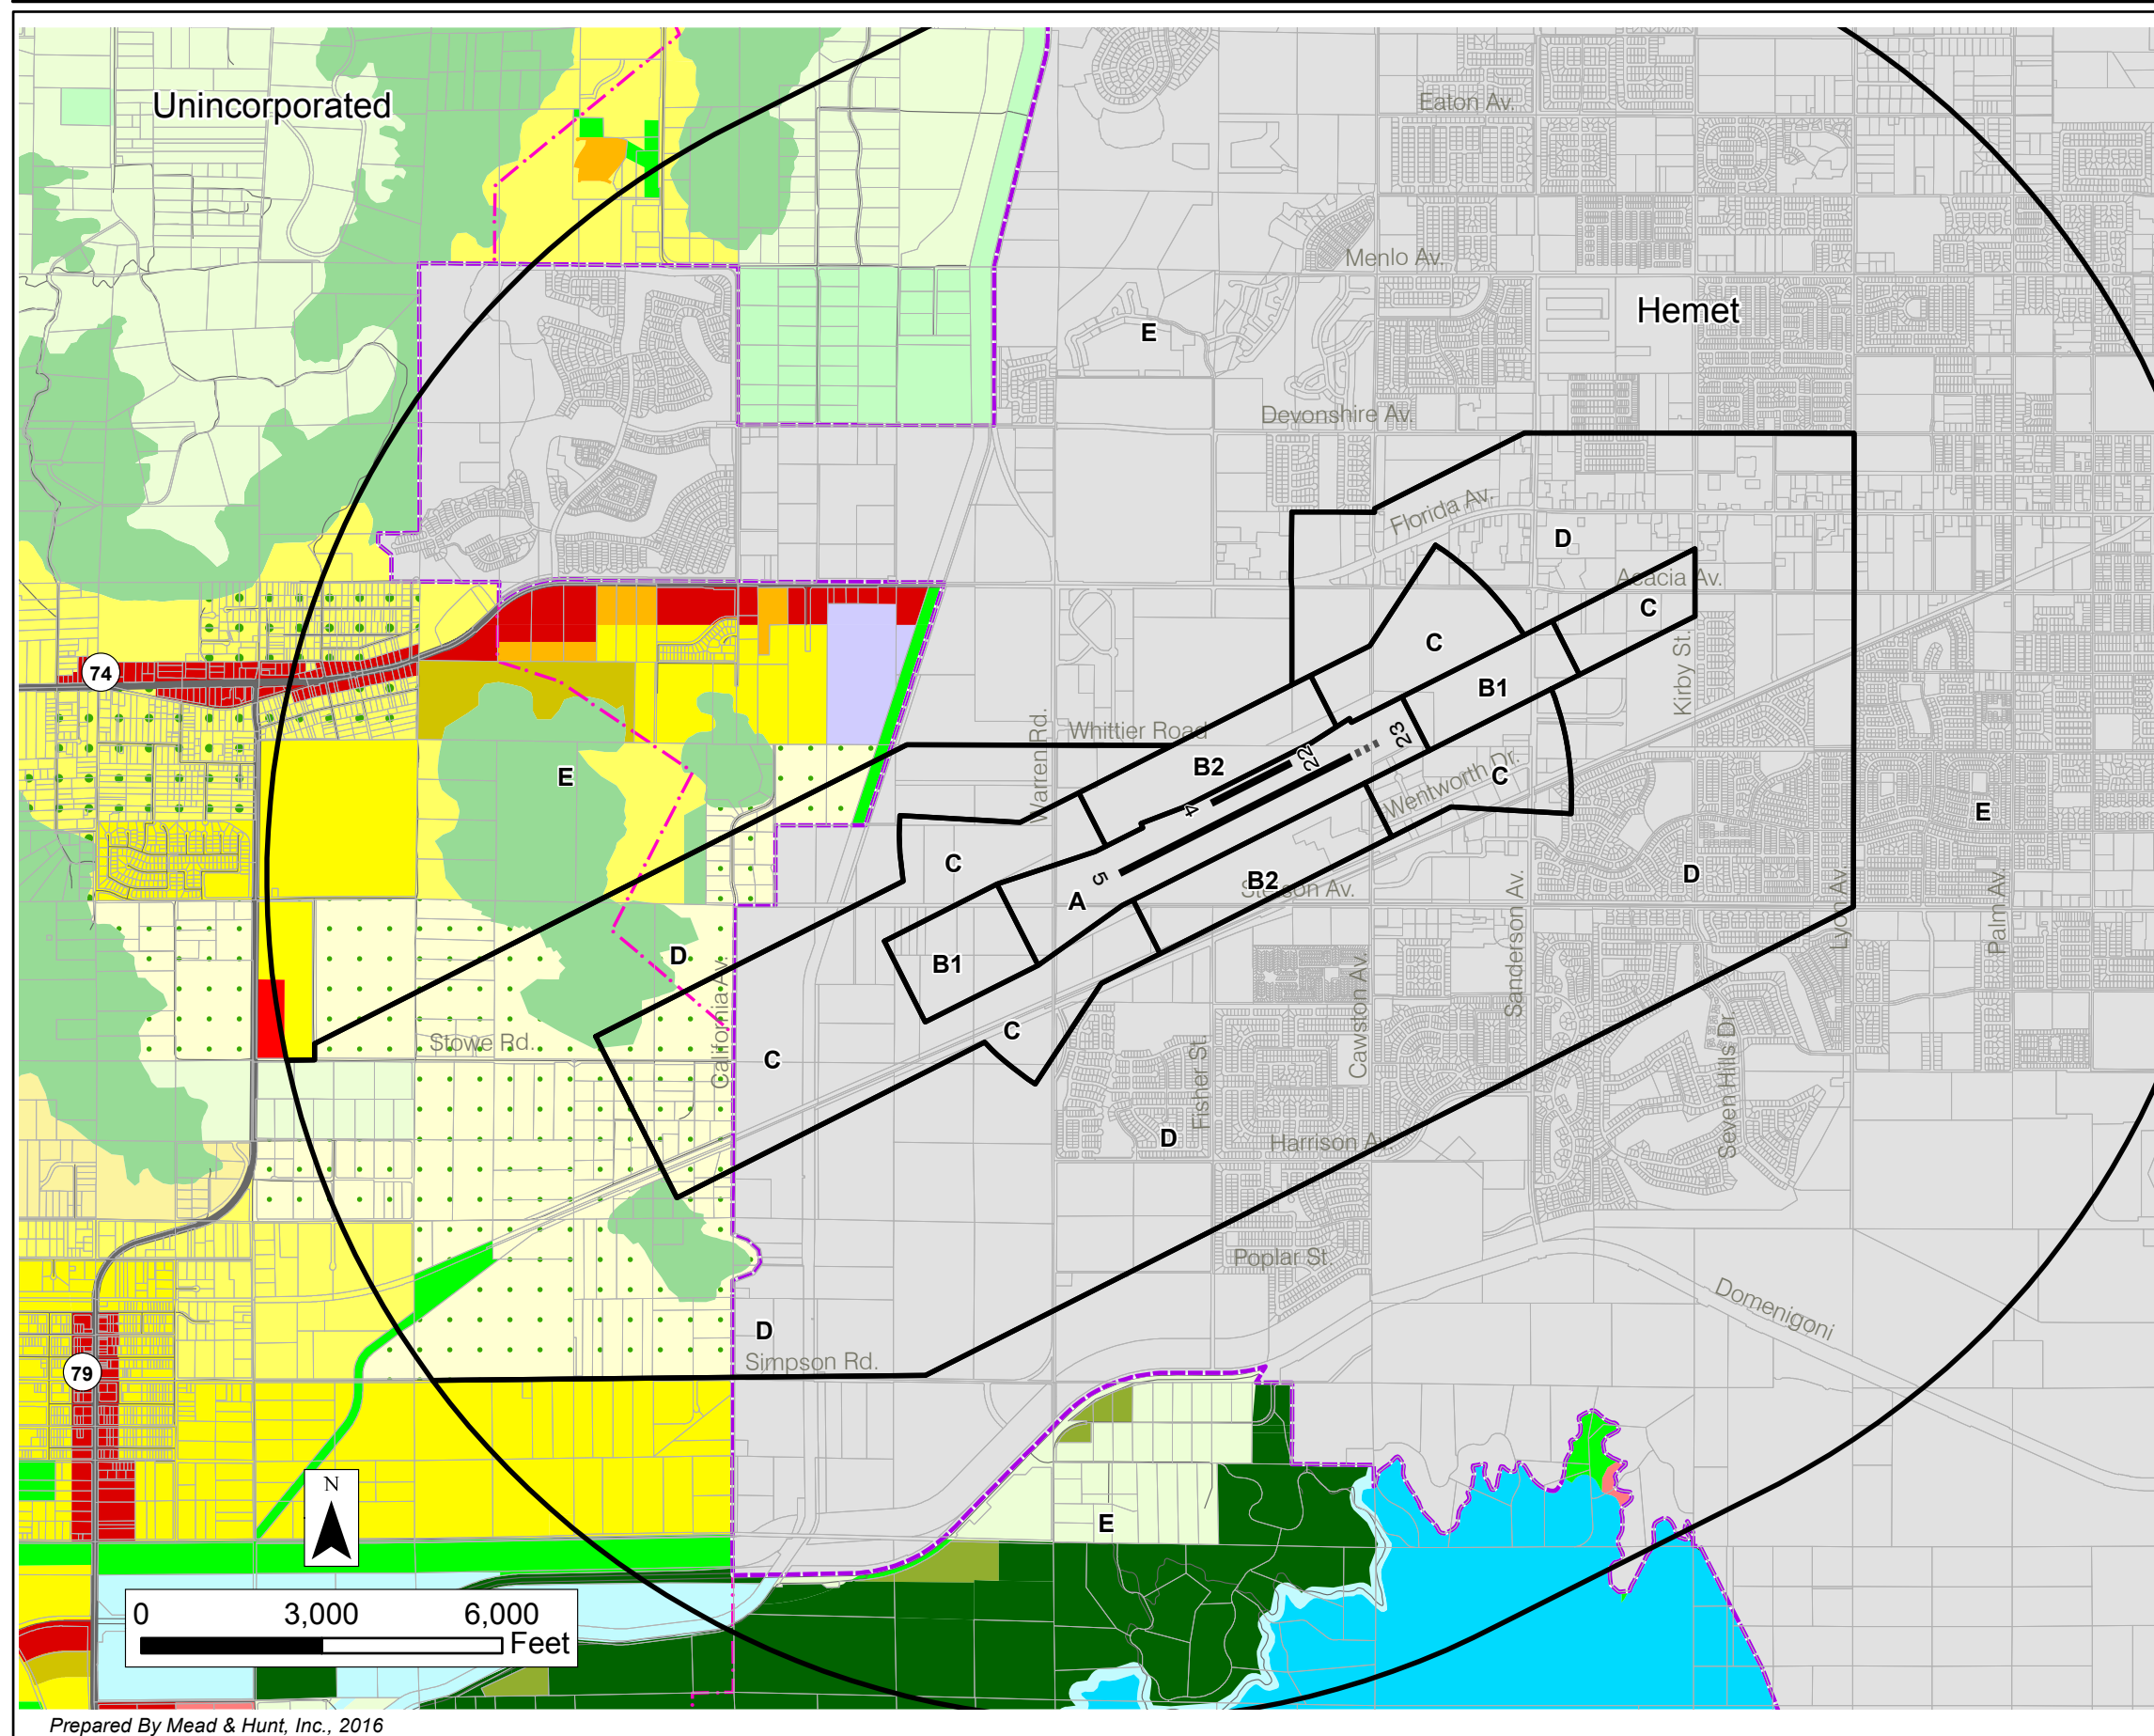 Unincorporated
Eaton Av.
Menlo Av.
Hemet
E
Devonshire Av.
Florida Av.
D
Acacia Av.
C
C
Kirby St.
74
B1
Warren Rd.
Whittier Road
23
22
B2
E
Wentworth Dr.
C
4
E
C
5
B2
D
Stetson Av.
A
Lyon Av.
Palm Av.
D
B1
Cawston Av.
Sanderson Av.
Stowe Rd.
California Av.
C
C
Fisher St.
Seven Hills Dr.
D
Harrison Av.
Poplar St.
Domenigoni
D
Simpson Rd.
79
N
E
0 3,000 6,000
Feet
Prepared By Mead & Hunt, Inc., 2016